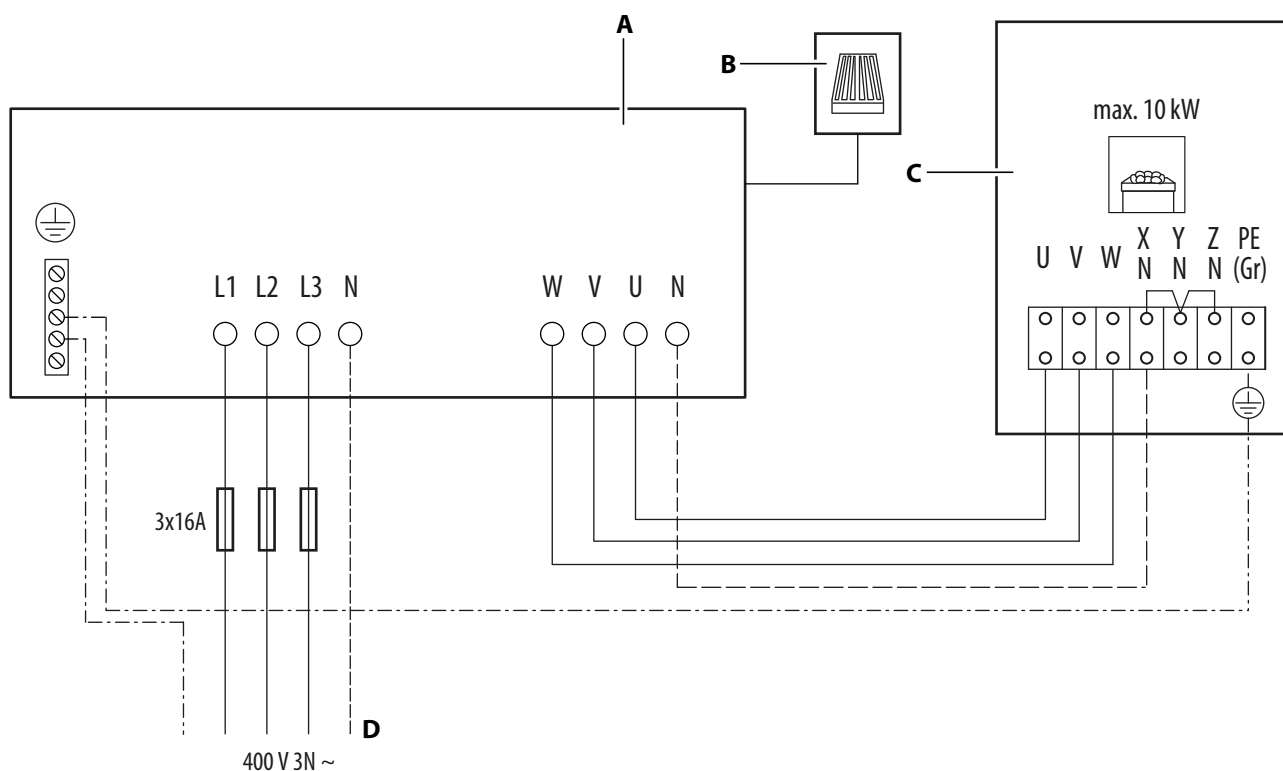 A
B
C
max. 10 kW
U V W X N Y N Z N PE (Gr)
L1 L2 L3 N W V U N
3x16A
D
400 V 3N ~